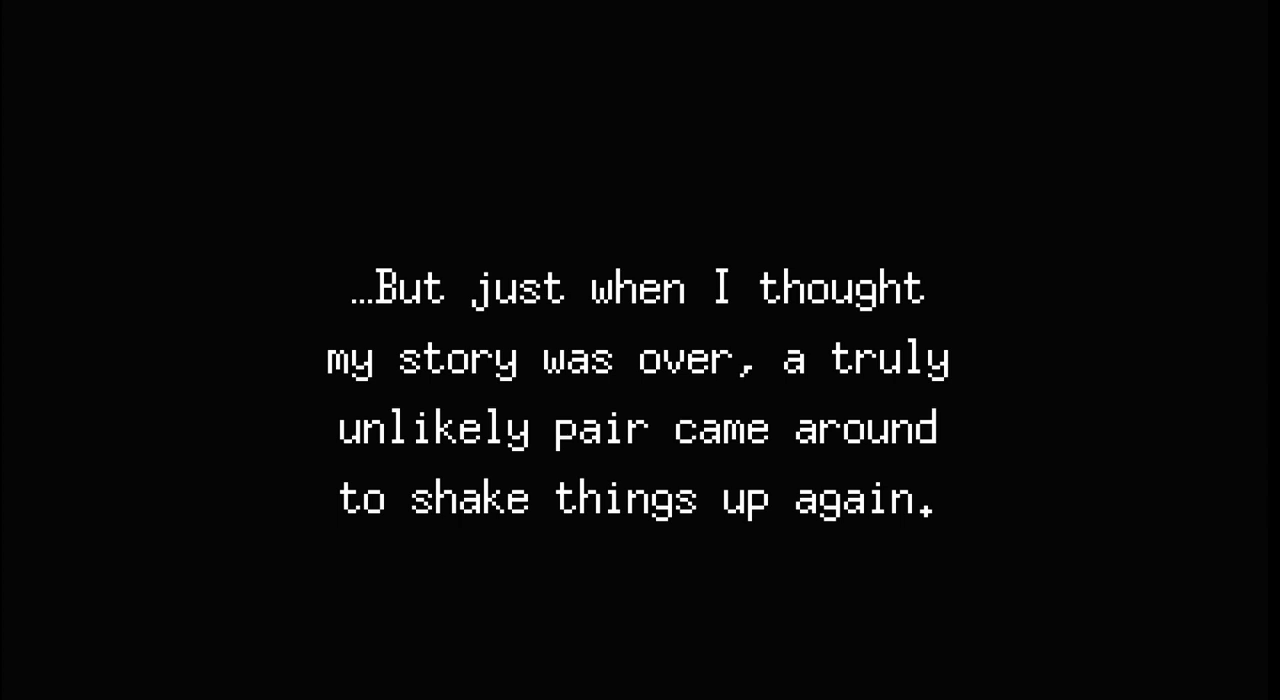 …But just when I thought
my story was over, a truly
unlikely pair came around
to shake things up again.